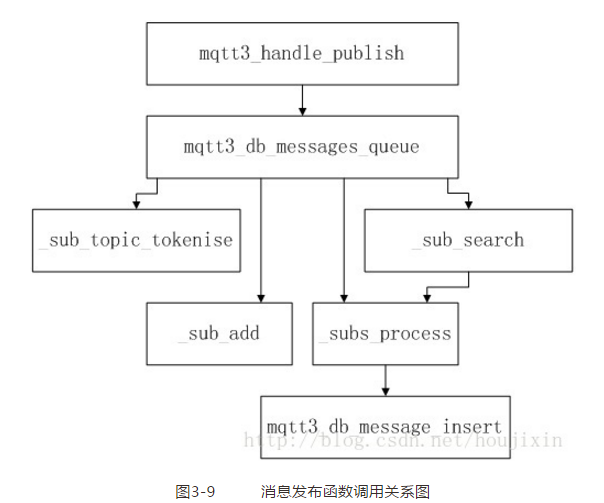 mqtt3_handle_publish
mqtt3_db_messages_queue
_sub_topic_tokenise
_sub_search
_sub_add
_subs_process
mqtt3_db_message_insert
http://blog.csdn.net/houjixin
图3-9 消息发布函数调用关系图